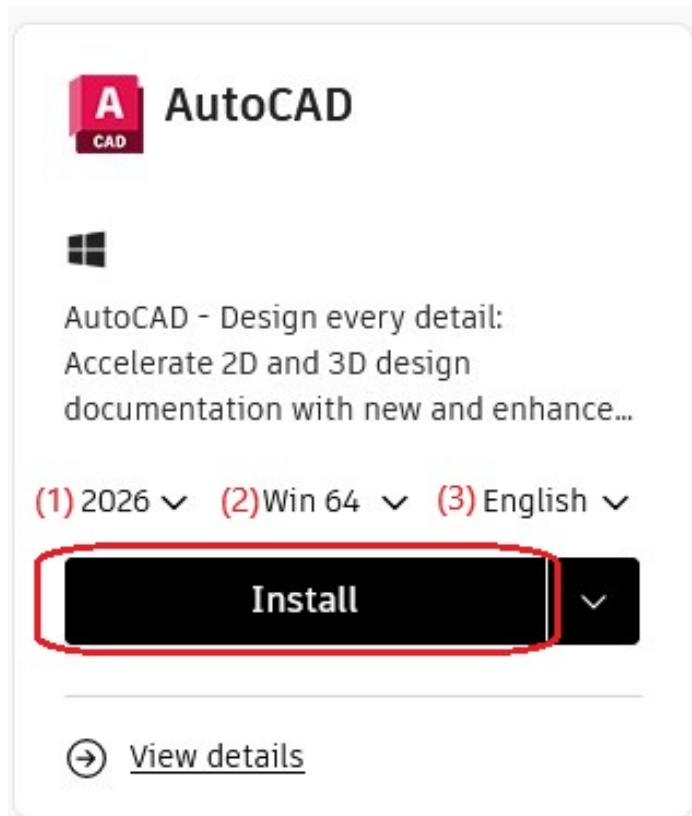 A
CAD
AutoCAD
AutoCAD - Design every detail:
Accelerate 2D and 3D design
documentation with new and enhance...
(1) 2026 (2) Win 64 (3) English
Install
View details